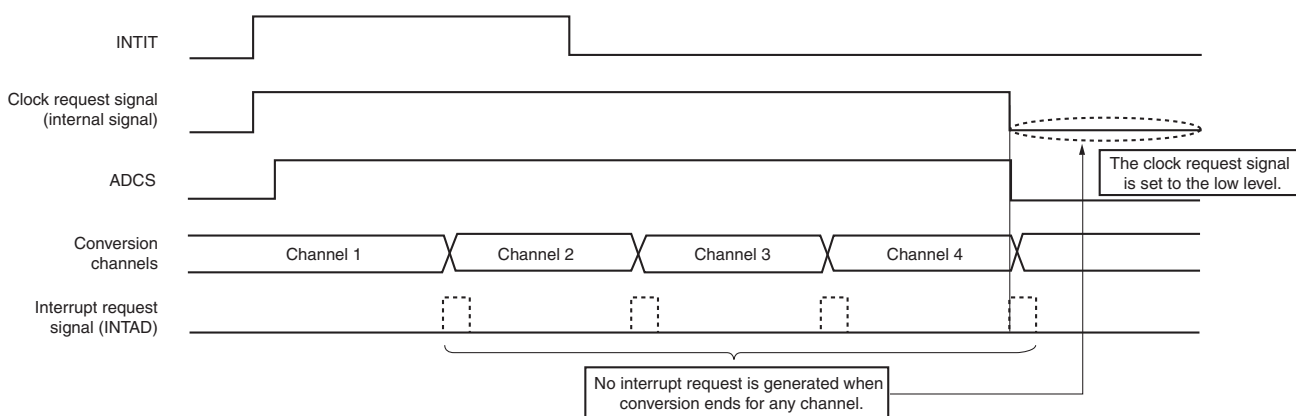 INTIT
Clock request signal
(internal signal)
The clock request signal
is set to the low level.
ADCS
Conversion
channels
Channel 1
Channel 2
Channel 3
Channel 4
Interrupt request
signal (INTAD)
No interrupt request is generated when
conversion ends for any channel.